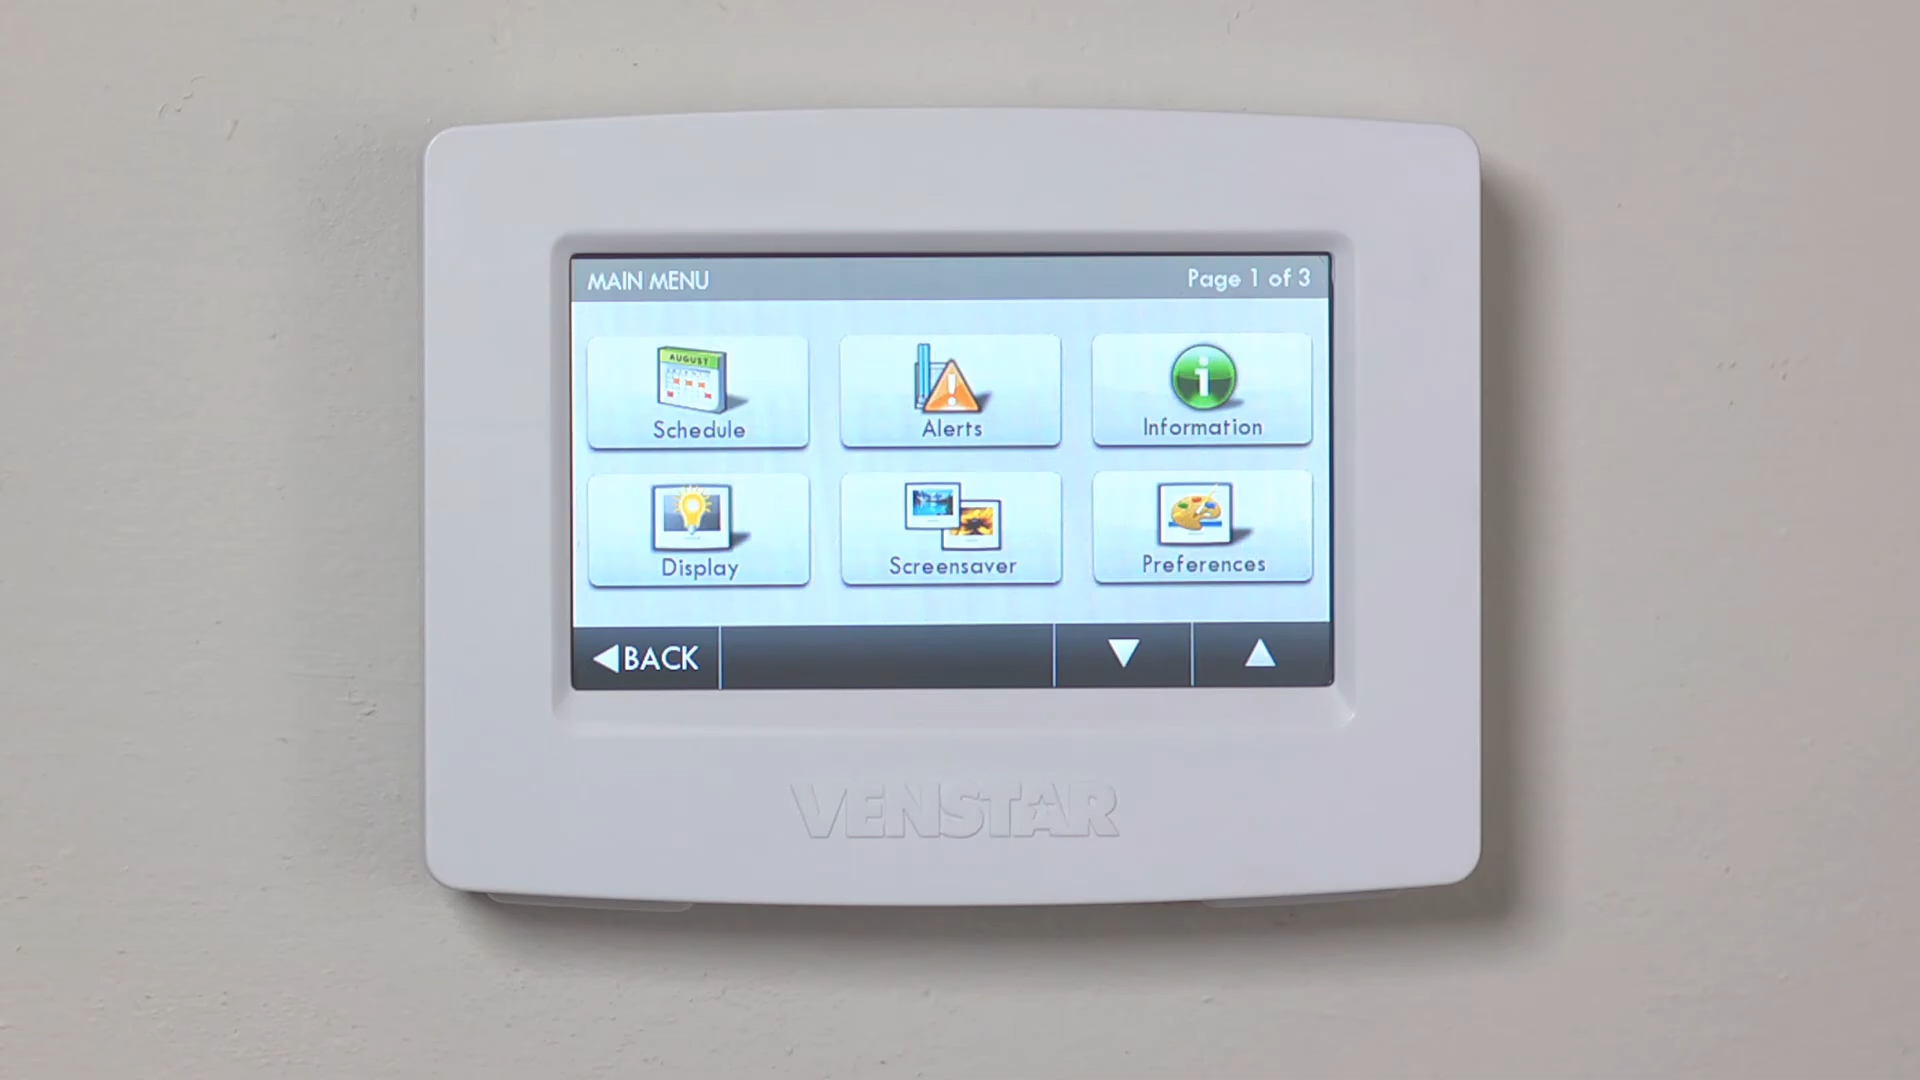 MAIN MENU Page 1 of 3
AUGUST
Schedule Alerts Information
Display Screensaver Preferences
BACK
VENSTAR